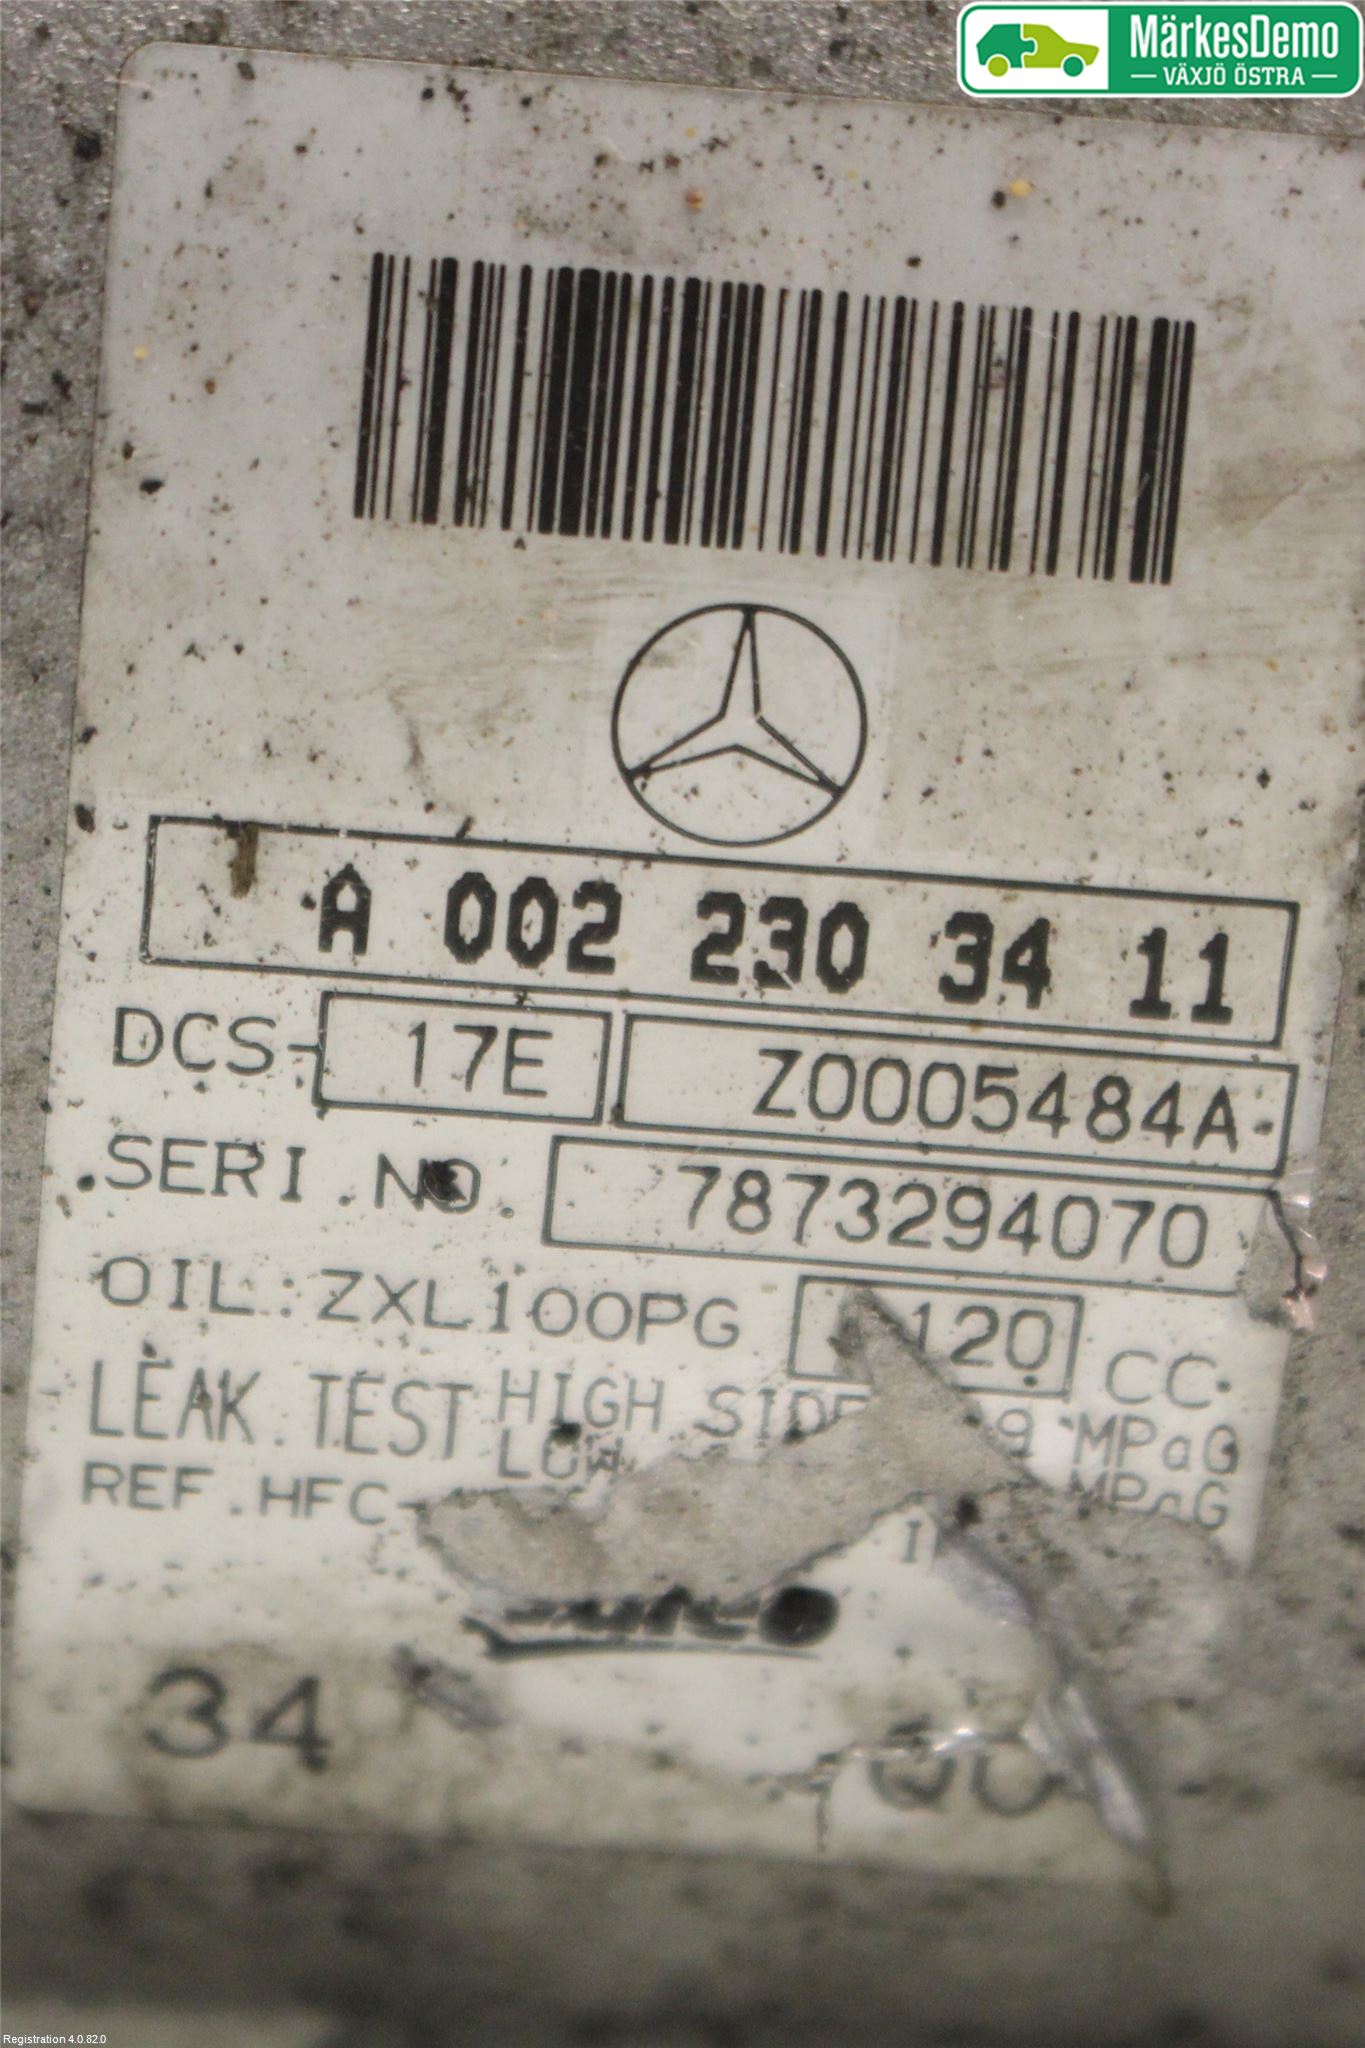 MärkesDemo
VÄXJÖ ÖSTRA
A 002 230 34 11
DCS- 17E Z0005484A
SERI.NO. 7873294070
OIL:ZXL100PG 120 CC
LEAK TEST HIGH SIDE 9 MPaG
LOW MPaG
REF.HFC-
34
Registration 4.0.82.0